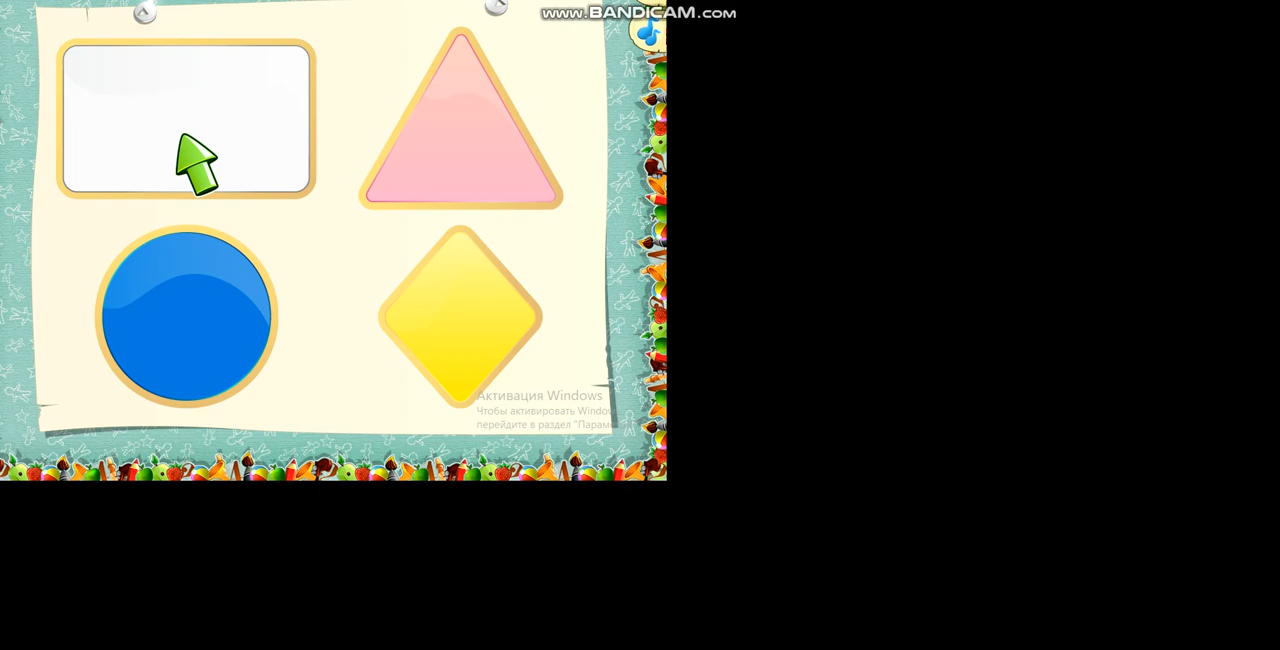 www.BANDICAM.com
Активация Windows
Чтобы активировать Window
перейдите в раздел "Парам